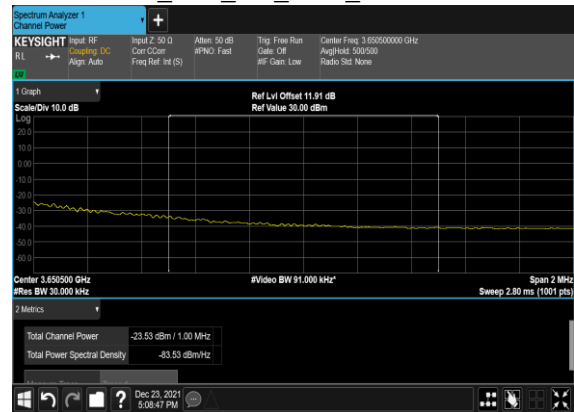 Spectrum Analyzer 1
Channel Power
+
KEYSIGHT
RL
Input: RF
Coupling: DC
Align: Auto
Input Z: 50 Ω
Corr CCorr
Freq Ref: Int (S)
Atten: 50 dB
#PNO: Fast
Trig: Free Run
Gate: Off
#IF Gain: Low
Center Freq: 3.650500000 GHz
Avg|Hold: 500/500
Radio Std: None
1 Graph
Scale/Div 10.0 dB
Ref Lvl Offset 11.91 dB
Ref Value 30.00 dBm
Log
20.0
10.0
0.00
-10.0
-20.0
-30.0
-40.0
-50.0
-60.0
Center 3.650500 GHz
#Res BW 30.000 kHz
#Video BW 91.000 kHz*
Span 2 MHz
Sweep 2.80 ms (1001 pts)
2 Metrics
Total Channel Power -23.53 dBm / 1.00 MHz
Total Power Spectral Density -83.53 dBm/Hz
?
Dec 23, 2021
5:08:47 PM